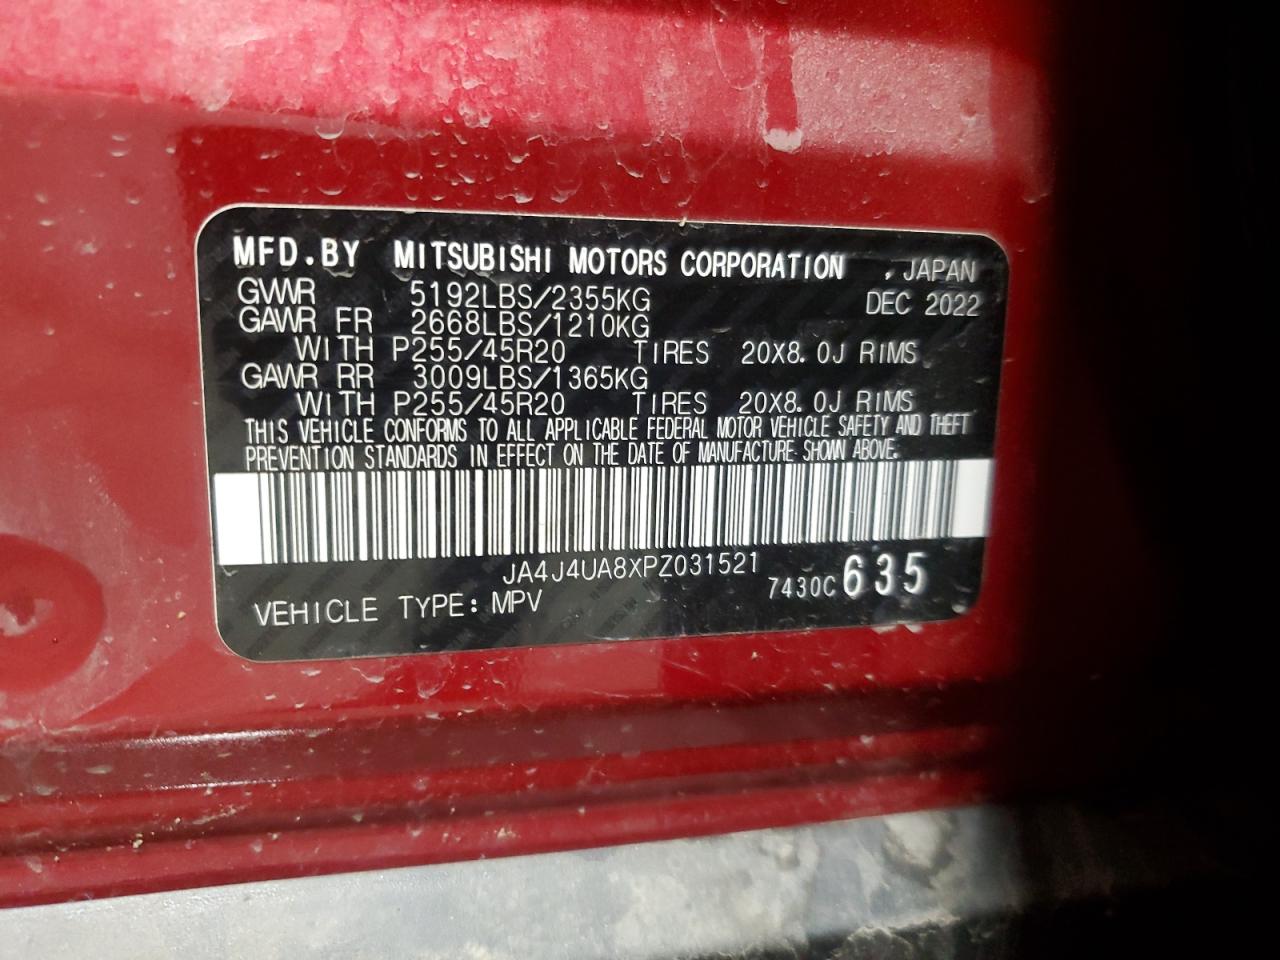 MFD.BY MITSUBISHI MOTORS CORPORATION , JAPAN
GVWR 5192LBS/2355KG DEC 2022
GAWR FR 2668LBS/1210KG
WITH P255/45R20 TIRES 20X8.0J RIMS
GAWR RR 3009LBS/1365KG
WITH P255/45R20 TIRES 20X8.0J RIMS
THIS VEHICLE CONFORMS TO ALL APPLICABLE FEDERAL MOTOR VEHICLE SAFETY AND THEFT
PREVENTION STANDARDS IN EFFECT ON THE DATE OF MANUFACTURE SHOWN ABOVE.
JA4J4UA8XPZ031521
VEHICLE TYPE: MPV 7430C 635